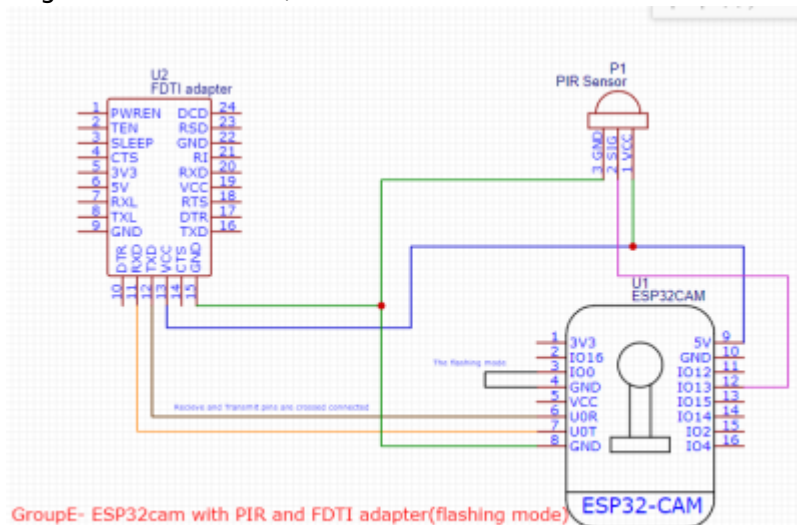 U2
FDTI adapter
1 PWREN DCD 24
2 TEN RSD 23
3 SLEEP GND 22
4 CTS RI 21
5 3V3 RXD 20
6 5V VCC 19
7 RXL RTS 18
8 TXL DTR 17
9 GND TXD 16
DTR RXD TXD VCC CTS GND
10 11 12 13 14 15
P1
PIR Sensor
3 GND
2 SIG
1 VCC
U1
ESP32CAM
The flashing mode
Recieve and Transmit pins are crossed connected
1 3V3 5V 9
2 IO16 GND 10
3 IO0 IO12 11
4 GND IO13 12
5 VCC IO15 13
6 U0R IO14 14
7 U0T IO2 15
8 GND IO4 16
ESP32-CAM
GroupE- ESP32cam with PIR and FDTI adapter(flashing mode)